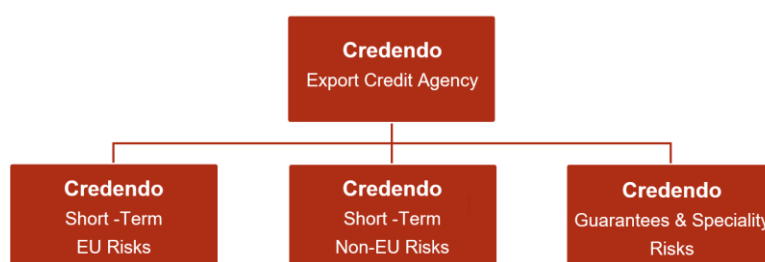 Credendo
Export Credit Agency
Credendo
Short -Term
EU Risks
Credendo
Short -Term
Non-EU Risks
Credendo
Guarantees & Speciality
Risks